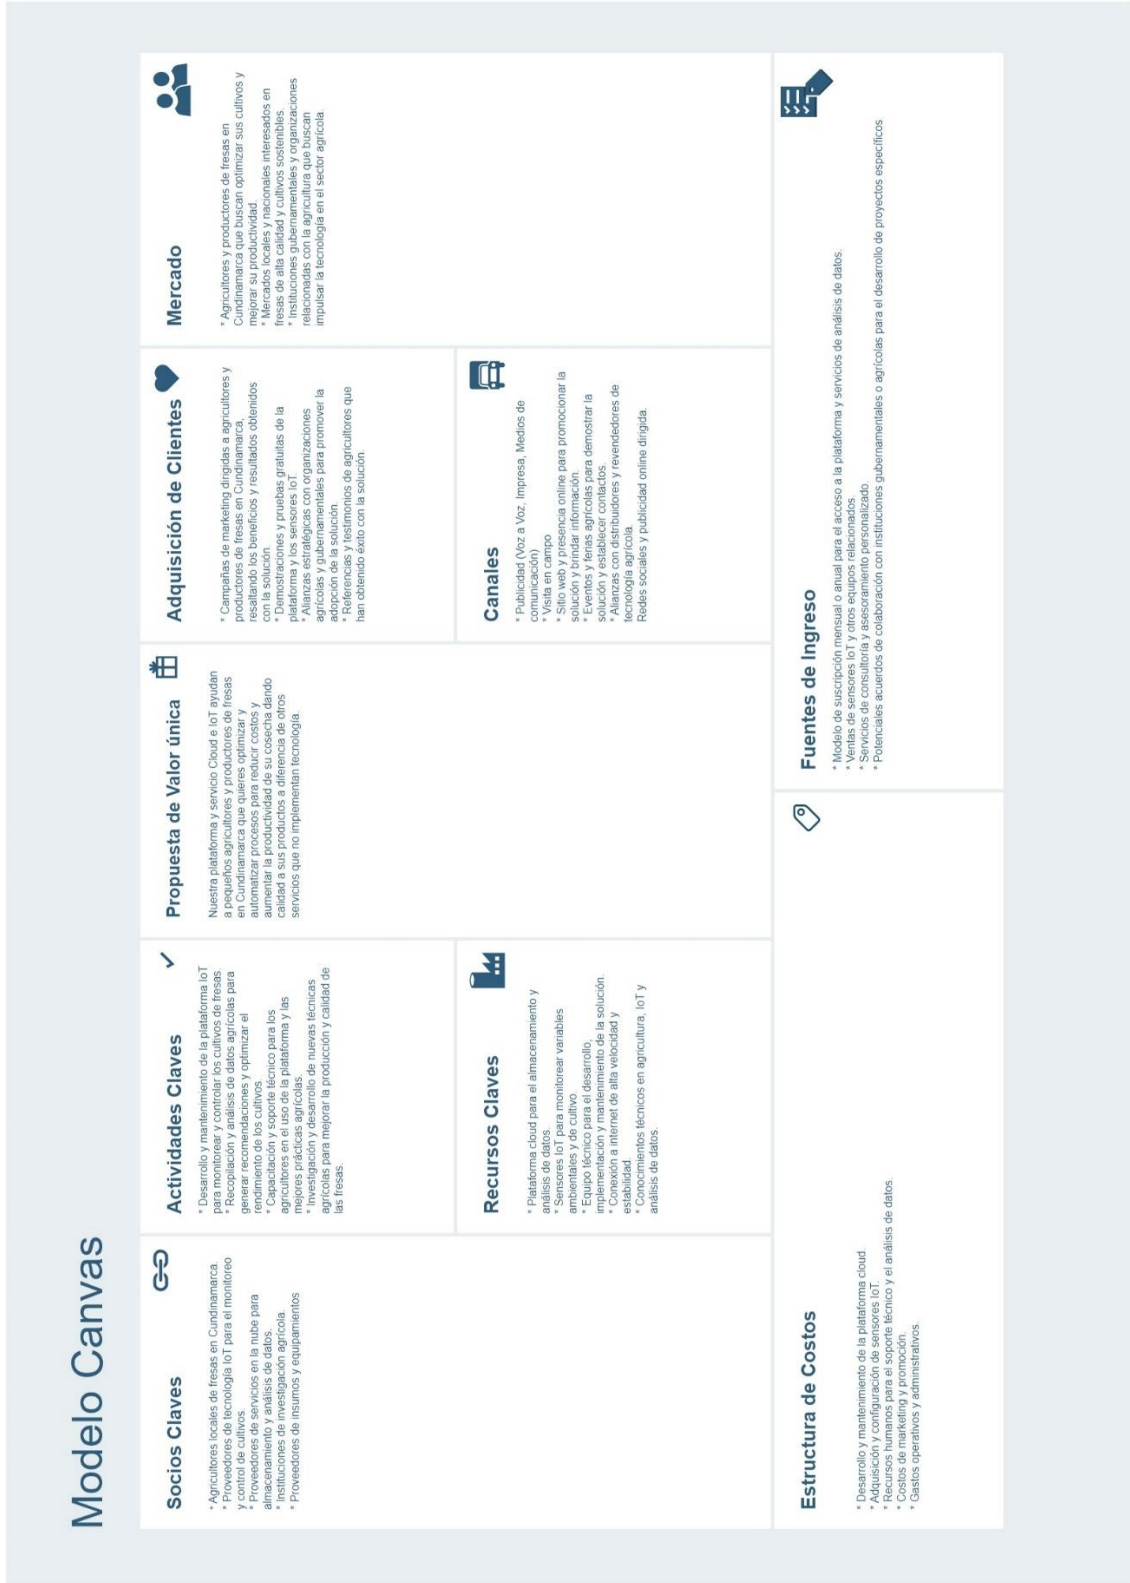 Modelo Canvas
Socios Claves
* Agricultores locales de fresas en Cundinamarca.
* Proveedores de tecnología IoT para el monitoreo
y control de cultivos.
* Proveedores de servicios en la nube para
almacenamiento y análisis de datos.
* Instituciones de investigación agrícola.
* Proveedores de insumos y equipamientos
Actividades Claves
* Desarrollo y mantenimiento de la plataforma IoT
para monitorear y controlar los cultivos de fresas.
* Recopilación y análisis de datos agrícolas para
generar recomendaciones y optimizar el
rendimiento de los cultivos.
* Capacitación y soporte técnico para los
agricultores en el uso de la plataforma y las
mejores prácticas agrícolas.
* Investigación y desarrollo de nuevas técnicas
agrícolas para mejorar la producción y calidad de
las fresas.
Recursos Claves
* Plataforma cloud para el almacenamiento y
análisis de datos.
* Sensores IoT para monitorear variables
ambientales y de cultivo.
* Equipo técnico para el desarrollo,
implementación y mantenimiento de la solución.
* Conexión a internet de alta velocidad y
estabilidad.
* Conocimientos técnicos en agricultura, IoT y
análisis de datos.
Propuesta de Valor única
Nuestra plataforma y servicio Cloud e IoT ayudan
a pequeños agricultores y productores de fresas
en Cundinamarca que quieres optimizar y
automatizar procesos para reducir costos y
aumentar la productividad de su cosecha dando
calidad a sus productos a diferencia de otros
servicios que no implementan tecnología.
Adquisición de Clientes
* Campañas de marketing dirigidas a agricultores y
productores de fresas en Cundinamarca,
resaltando los beneficios y resultados obtenidos
con la solución.
* Demostraciones y pruebas gratuitas de la
plataforma y los sensores IoT.
* Alianzas estratégicas con organizaciones
agrícolas y gubernamentales para promover la
adopción de la solución.
* Referencias y testimonios de agricultores que
han obtenido éxito con la solución.
Canales
* Publicidad (Voz a Voz, Impresa, Medios de
comunicación)
* Visita en campo
* Sitio web y presencia online para promocionar la
solución y brindar información.
* Eventos y ferias agrícolas para demostrar la
solución y establecer contactos.
* Alianzas con distribuidores y revendedores de
tecnología agrícola.
Redes sociales y publicidad online dirigida.
Mercado
* Agricultores y productores de fresas en
Cundinamarca que buscan optimizar sus cultivos y
mejorar su productividad.
* Mercados locales y nacionales interesados en
fresas de alta calidad y cultivos sostenibles.
* Instituciones gubernamentales y organizaciones
relacionadas con la agricultura que buscan
impulsar la tecnología en el sector agrícola.
Estructura de Costos
* Desarrollo y mantenimiento de la plataforma cloud.
* Adquisición y configuración de sensores IoT.
* Recursos humanos para el soporte técnico y el análisis de datos.
* Costos de marketing y promoción.
* Gastos operativos y administrativos.
Fuentes de Ingreso
* Modelo de suscripción mensual o anual para el acceso a la plataforma y servicios de análisis de datos.
* Ventas de sensores IoT y otros equipos relacionados.
* Servicios de consultoría y asesoramiento personalizado.
* Potenciales acuerdos de colaboración con instituciones gubernamentales o agrícolas para el desarrollo de proyectos específicos